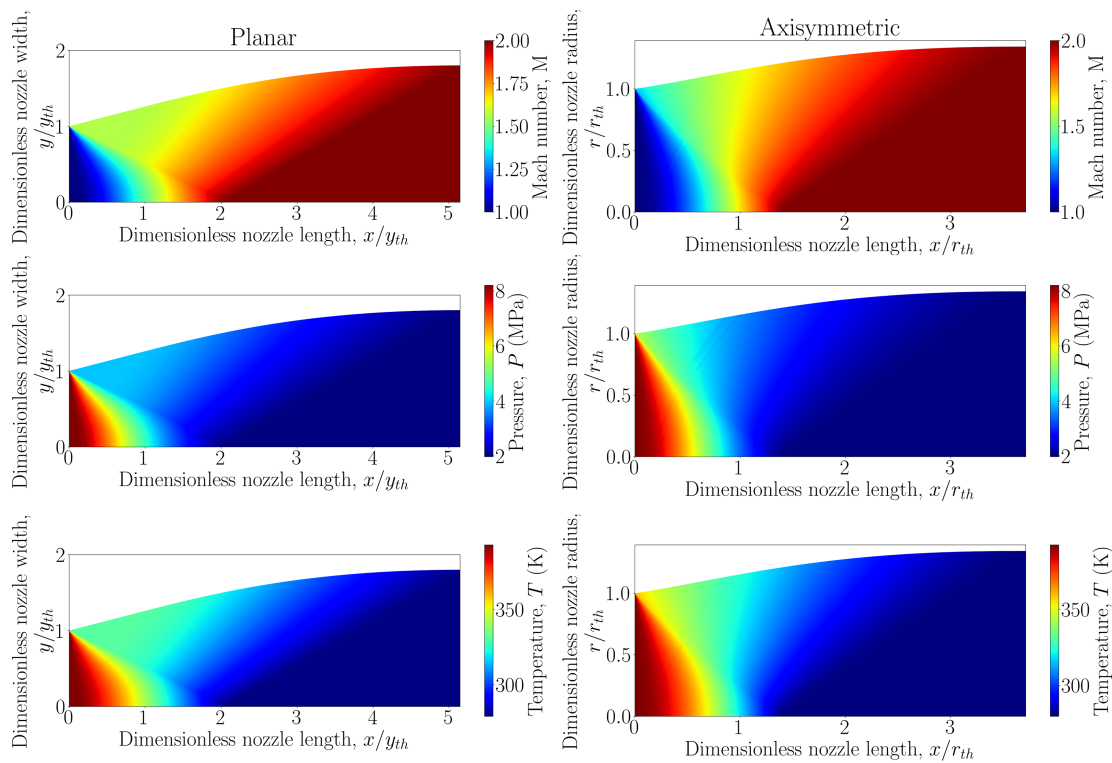 Planar
Dimensionless nozzle width,
y/y_th
2
1
0
0 1 2 3 4 5
Dimensionless nozzle length, x/y_th
2.00
1.75
1.50
1.25
1.00
Mach number, M
Axisymmetric
Dimensionless nozzle radius,
r/r_th
1.0
0.5
0.0
0 1 2 3
Dimensionless nozzle length, x/r_th
2.0
1.8
1.6
1.4
1.2
1.0
Mach number, M
Dimensionless nozzle width,
y/y_th
2
1
0
0 1 2 3 4 5
Dimensionless nozzle length, x/y_th
8
6
4
2
Pressure, P (MPa)
Dimensionless nozzle radius,
r/r_th
1.0
0.5
0.0
0 1 2 3
Dimensionless nozzle length, x/r_th
8
6
4
2
Pressure, P (MPa)
Dimensionless nozzle width,
y/y_th
2
1
0
0 1 2 3 4 5
Dimensionless nozzle length, x/y_th
350
300
Temperature, T (K)
Dimensionless nozzle radius,
r/r_th
1.0
0.5
0.0
0 1 2 3
Dimensionless nozzle length, x/r_th
350
300
Temperature, T (K)